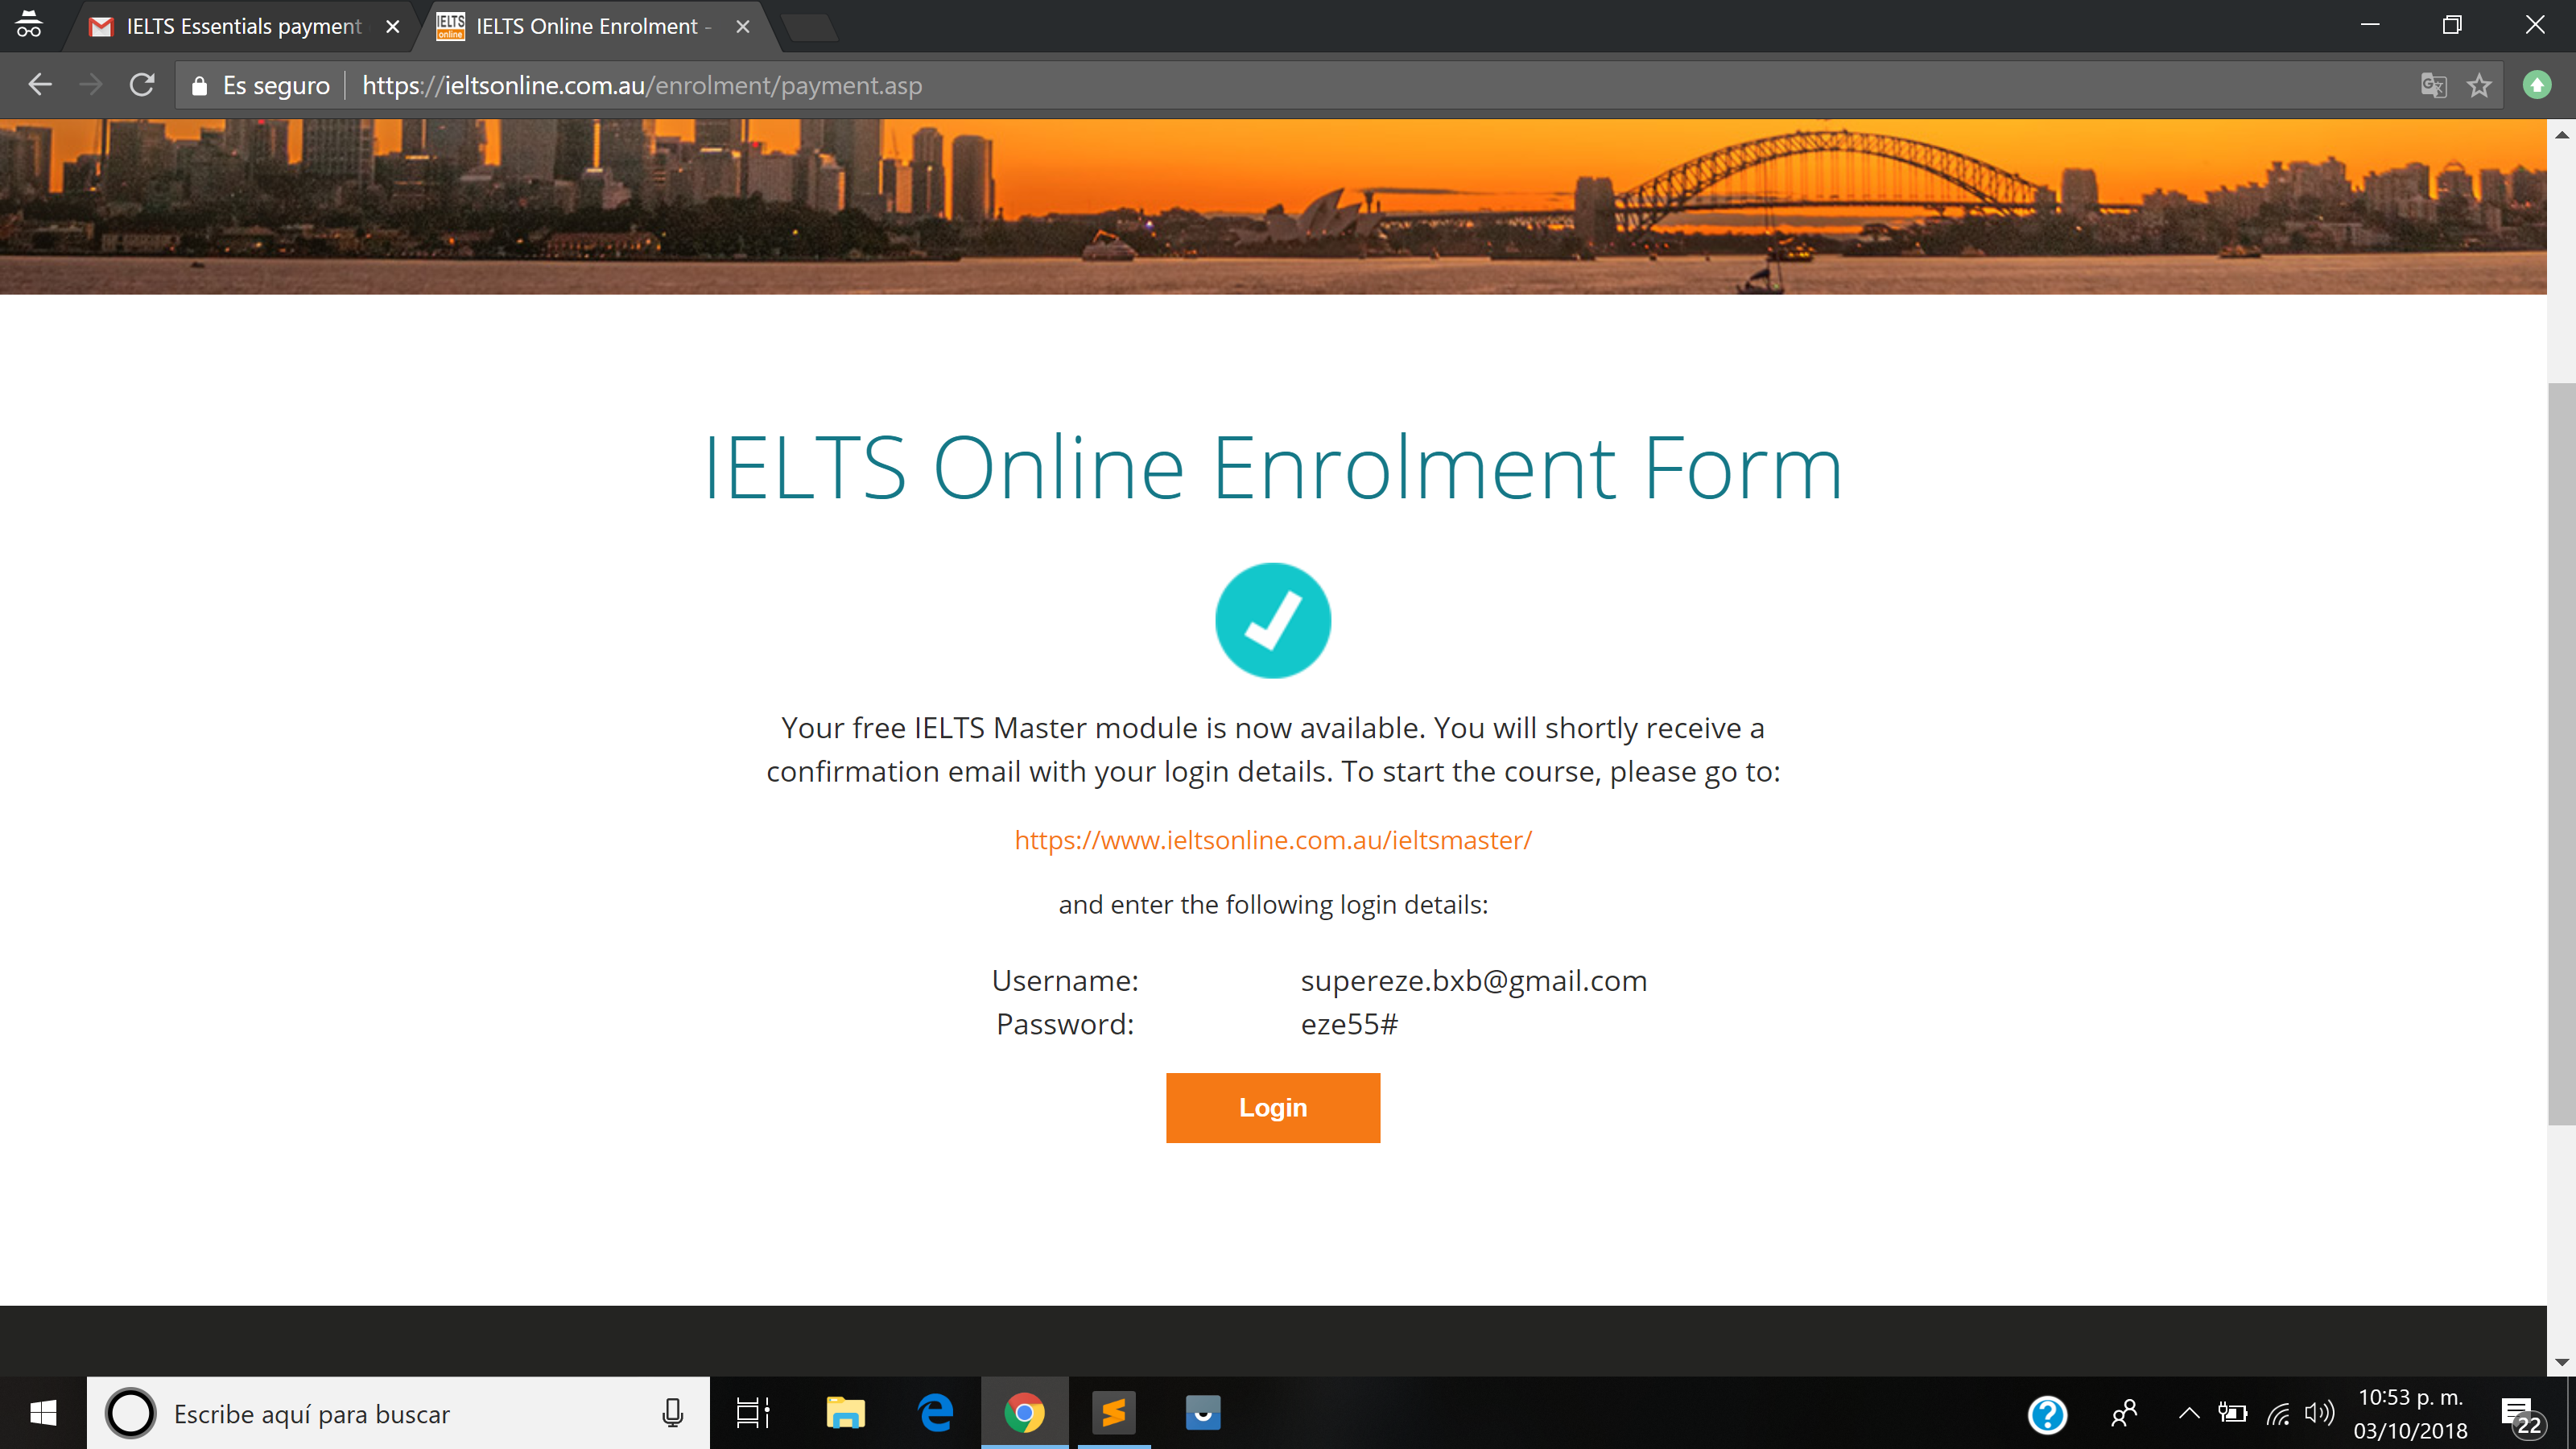 IELTS Essentials payment
IELTS Online Enrolment -
Es seguro
https://ieltsonline.com.au/enrolment/payment.asp
IELTS Online Enrolment Form
Your free IELTS Master module is now available. You will shortly receive a
confirmation email with your login details. To start the course, please go to:
https://www.ieltsonline.com.au/ieltsmaster/
and enter the following login details:
Username: supereze.bxb@gmail.com
Password: eze55#
Login
Escribe aquí para buscar
10:53 p. m.
03/10/2018
22